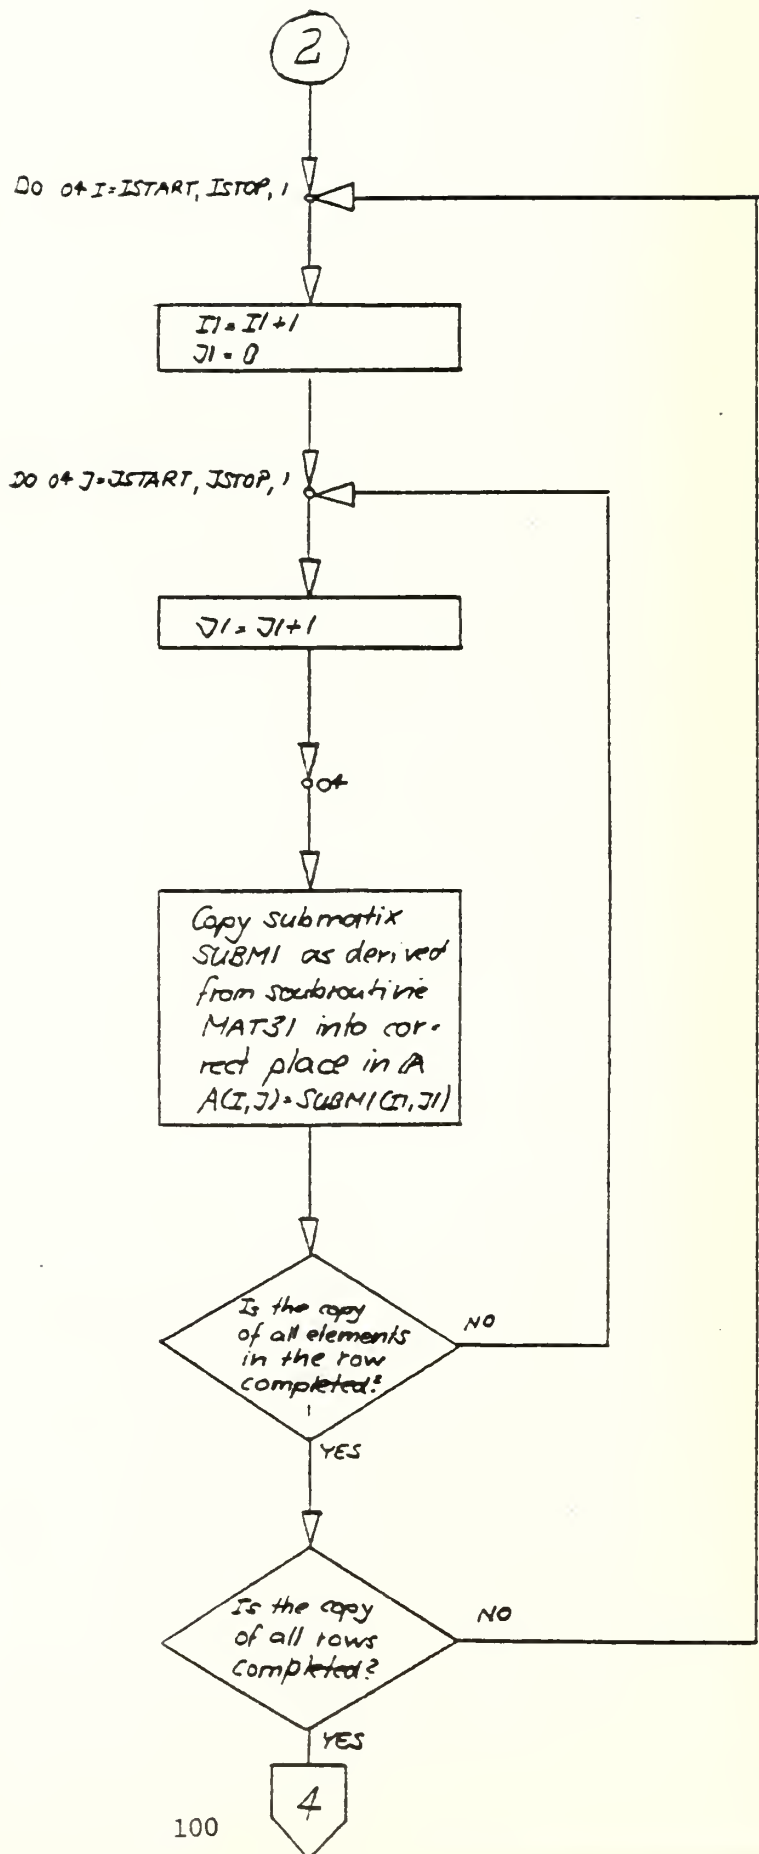 2
DO 04 I=ISTART, ISTOP, 1
I1 = I1+1
J1 = 0
DO 04 J=JSTART, JSTOP, 1
J1 = J1+1
04
Copy submatix
SUBM1 as derived
from soubroutine
MAT31 into cor-
rect place in A
A(I,J)=SUBM1(I1,J1)
Is the copy
of all elements
in the row
completed?
NO
YES
Is the copy
of all rows
completed?
NO
YES
4
100